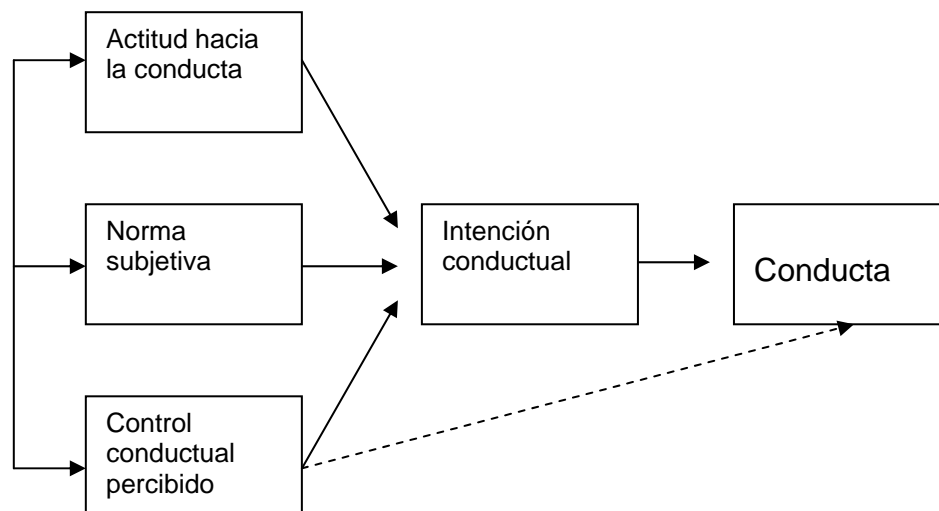 Actitud hacia
la conducta
Norma
subjetiva
Intención
conductual
Conducta
Control
conductual
percibido